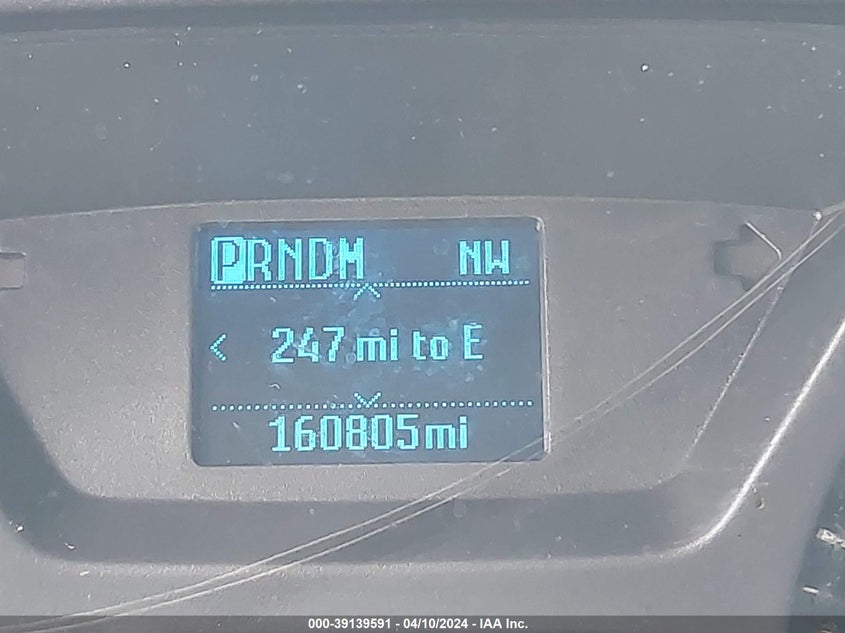 PRNDM NW
247 mi to E
160805mi
000-39139591 - 04/10/2024 - IAA Inc.